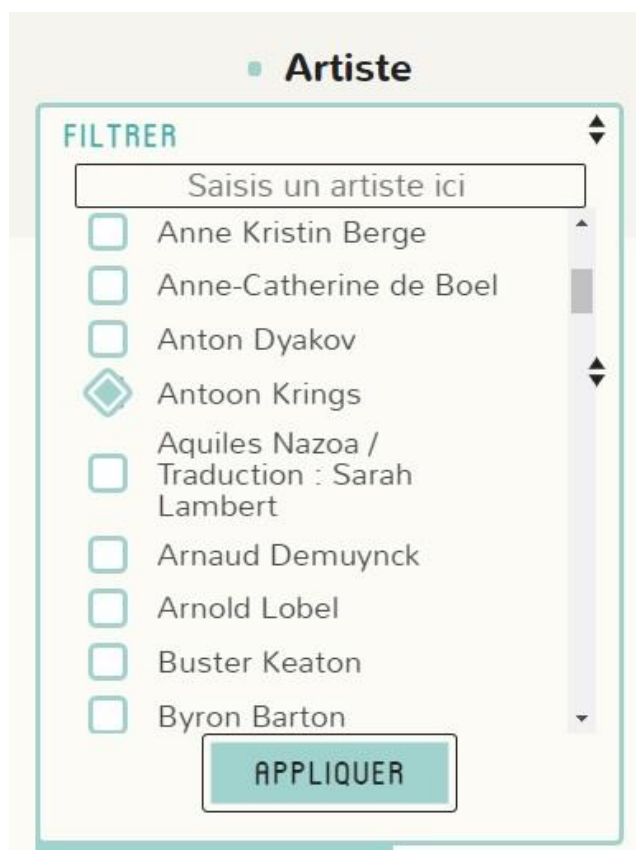 Artiste
FILTRER
Saisis un artiste ici
Anne Kristin Berge
Anne-Catherine de Boel
Anton Dyakov
Antoon Krings
Aquiles Nazoa /
Traduction : Sarah
Lambert
Arnaud Demuynck
Arnold Lobel
Buster Keaton
Byron Barton
APPLIQUER